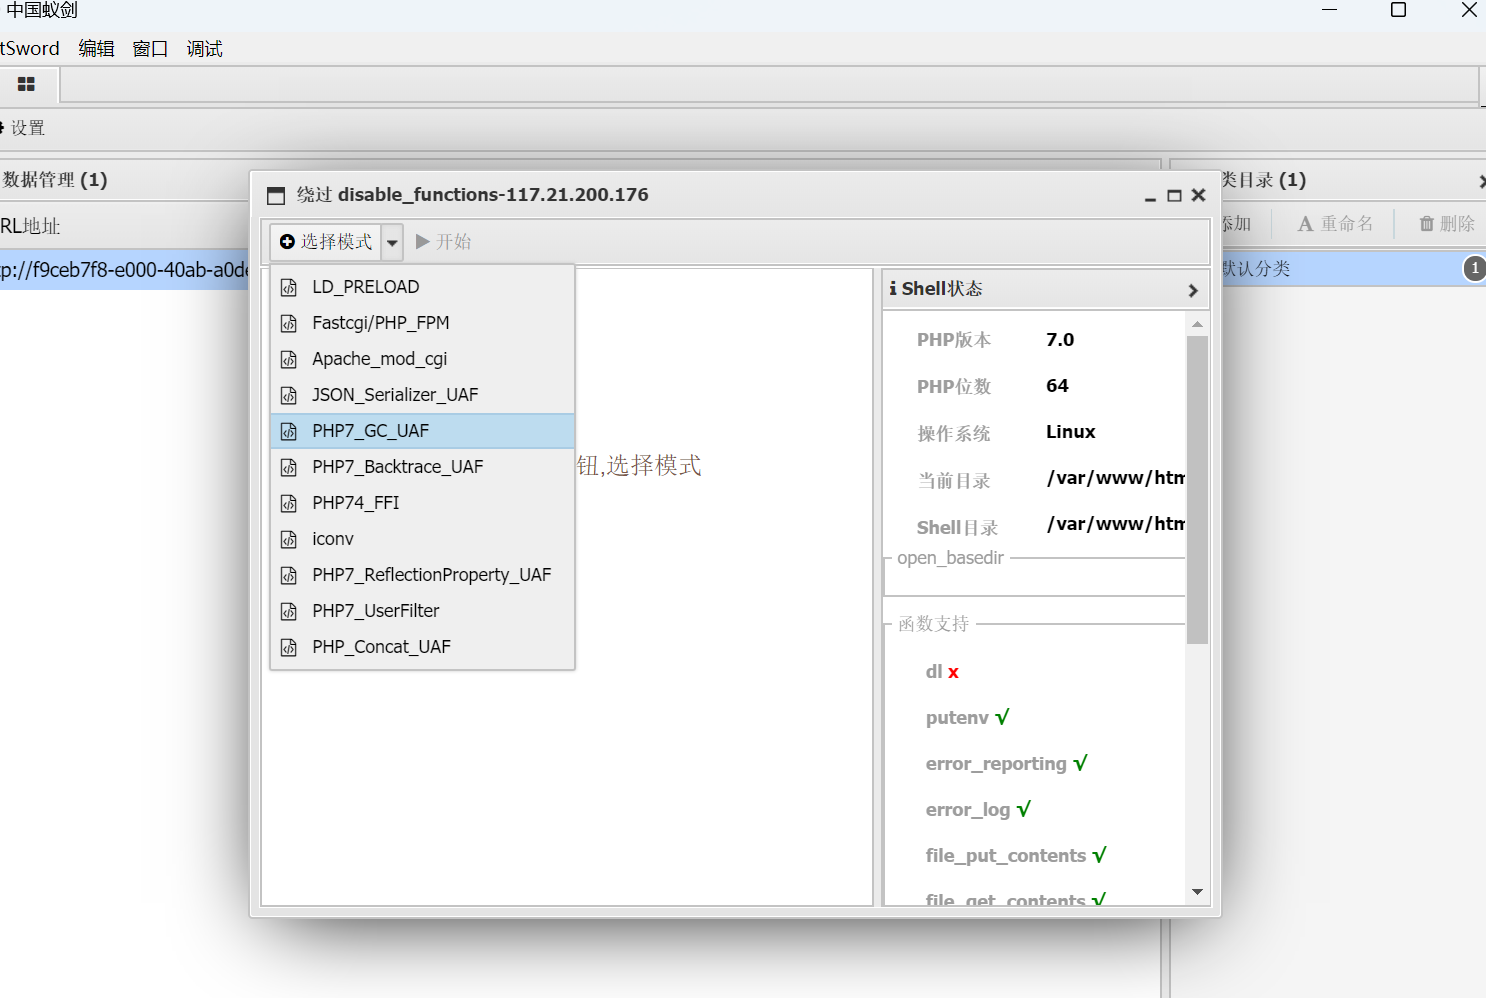 中国蚁剑
tSword 编辑 窗口 调试
设置
数据管理 (1)
RL地址
p://f9ceb7f8-e000-40ab-a0de
绕过 disable_functions-117.21.200.176
选择模式 开始
LD_PRELOAD
Fastcgi/PHP_FPM
Apache_mod_cgi
JSON_Serializer_UAF
PHP7_GC_UAF
PHP7_Backtrace_UAF
PHP74_FFI
iconv
PHP7_ReflectionProperty_UAF
PHP7_UserFilter
PHP_Concat_UAF
钮,选择模式
Shell状态
PHP版本 7.0
PHP位数 64
操作系统 Linux
当前目录 /var/www/htm
Shell目录 /var/www/htm
open_basedir
函数支持
dl x
putenv √
error_reporting √
error_log √
file_put_contents √
file_get_contents √
类目录 (1)
添加 重命名 删除
默认分类 1